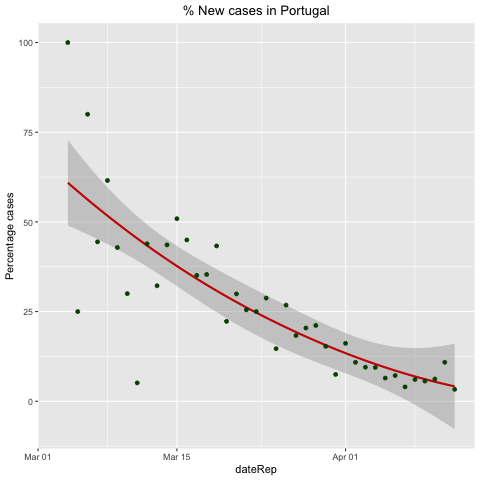 % New cases in Portugal
Percentage cases
100
75
50
25
0
Mar 01
Mar 15
Apr 01
dateRep